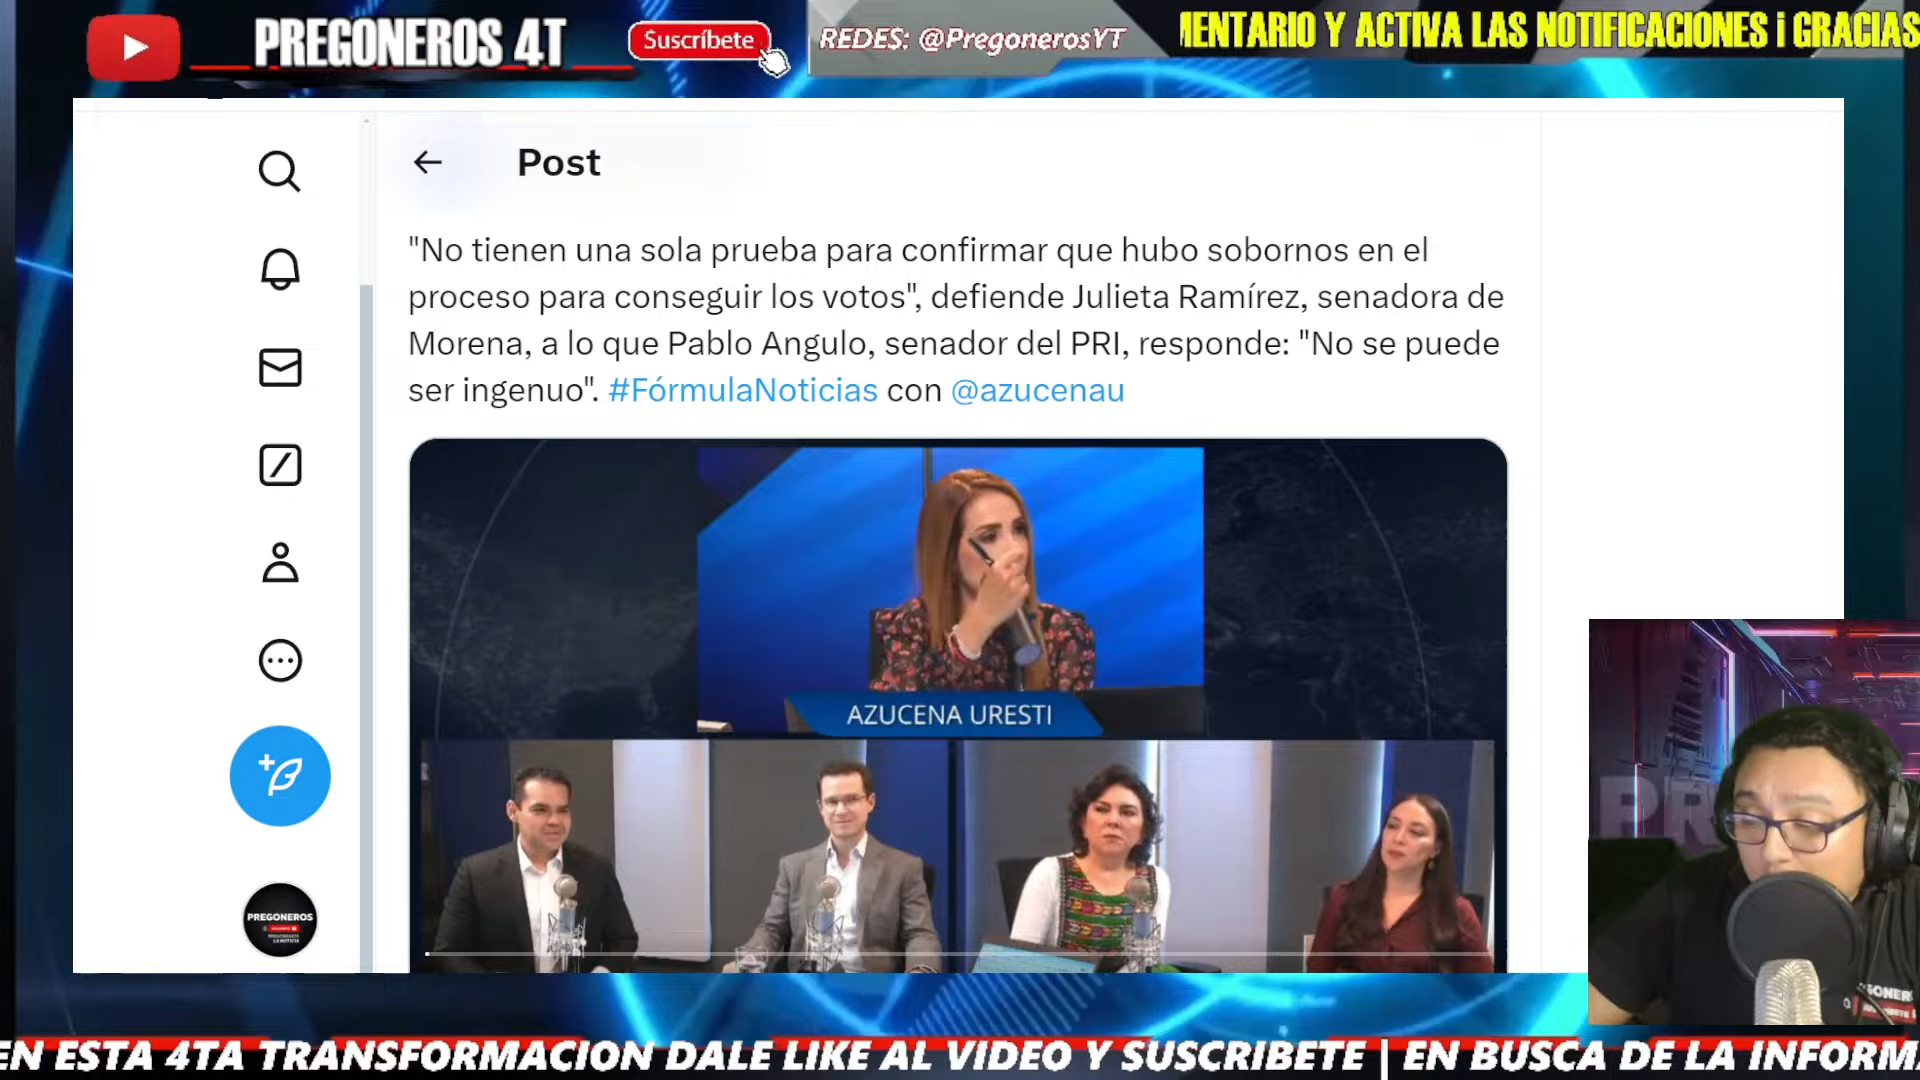 PREGONEROS 4T
Suscríbete
REDES: @PregonerosYT
MENTARIO Y ACTIVA LAS NOTIFICACIONES ¡ GRACIAS
Post
"No tienen una sola prueba para confirmar que hubo sobornos en el
proceso para conseguir los votos", defiende Julieta Ramírez, senadora de
Morena, a lo que Pablo Angulo, senador del PRI, responde: "No se puede
ser ingenuo". #FórmulaNoticias con @azucenau
AZUCENA URESTI
PREGONEROS
PR
EN ESTA 4TA TRANSFORMACION DALE LIKE AL VIDEO Y SUSCRIBETE | EN BUSCA DE LA INFORM